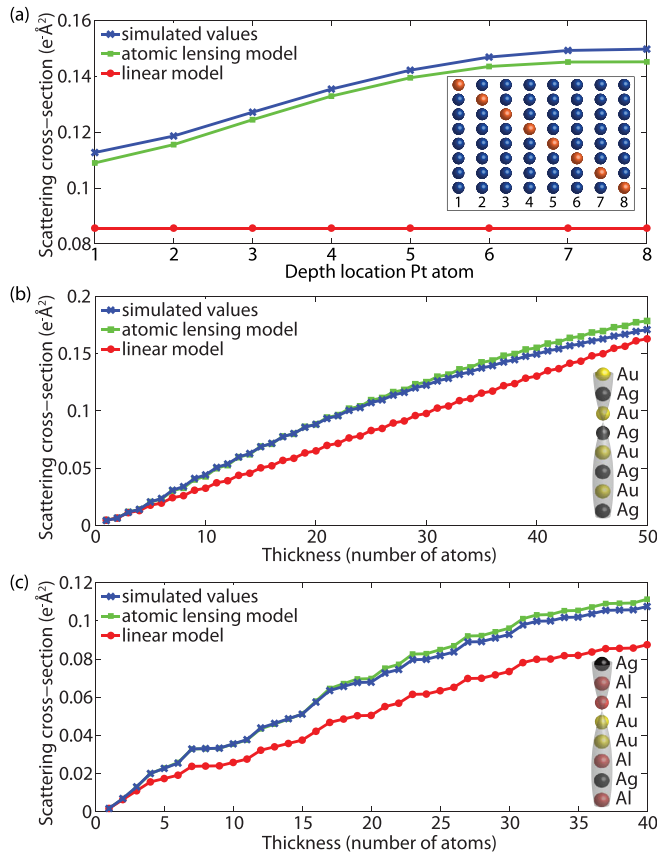 (a)
0.16
0.14
0.12
0.1
0.08
Scattering cross−section (e⁻Å²)
simulated values
atomic lensing model
linear model
1 2 3 4 5 6 7 8
1 2 3 4 5 6 7 8
Depth location Pt atom
(b)
0.2
0.15
0.1
0.05
0
Scattering cross−section (e⁻Å²)
simulated values
atomic lensing model
linear model
Au
Ag
Au
Ag
Au
Ag
Au
Ag
0 10 20 30 40 50
Thickness (number of atoms)
(c)
0.12
0.1
0.08
0.06
0.04
0.02
0
Scattering cross−section (e⁻Å²)
simulated values
atomic lensing model
linear model
Ag
Al
Al
Au
Au
Al
Ag
Al
0 5 10 15 20 25 30 35 40
Thickness (number of atoms)